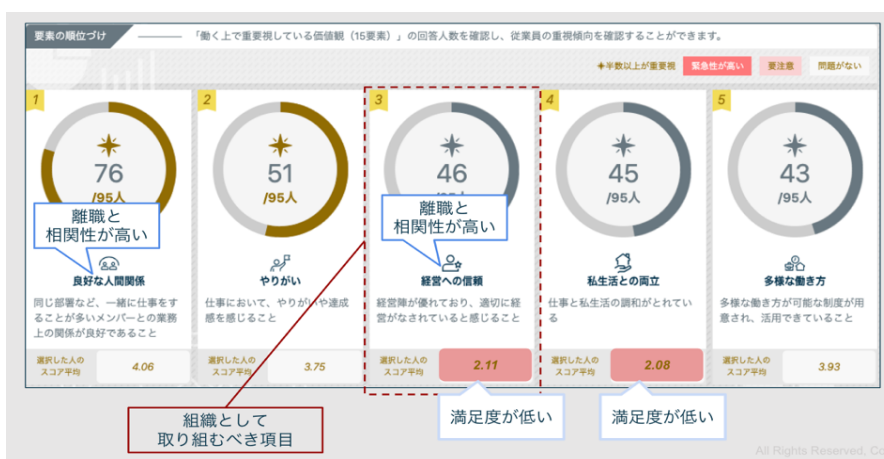 要素の順位づけ
「働く上で重要視している価値観（15要素）」の回答人数を確認し、従業員の重視傾向を確認することができます。
✦半数以上が重要視 緊急性が高い 要注意 問題がない
1
76
/95人
離職と
相関性が高い
良好な人間関係
同じ部署など、一緒に仕事をす
ることが多いメンバーとの業務
上の関係が良好であること
選択した人の
スコア平均
4.06
2
51
/95人
やりがい
仕事において、やりがいや達成
感を感じること
選択した人の
スコア平均
3.75
3
46
/95人
離職と
相関性が高い
経営への信頼
経営陣が優れており、適切に経
営がなされていると感じること
選択した人の
スコア平均
2.11
4
45
/95人
私生活との両立
仕事と私生活の調和がとれてい
る
選択した人の
スコア平均
2.08
5
43
/95人
多様な働き方
多様な働き方が可能な制度が用
意され、活用できていること
選択した人の
スコア平均
3.93
組織として
取り組むべき項目
満足度が低い
満足度が低い
All Rights Reserved, Co